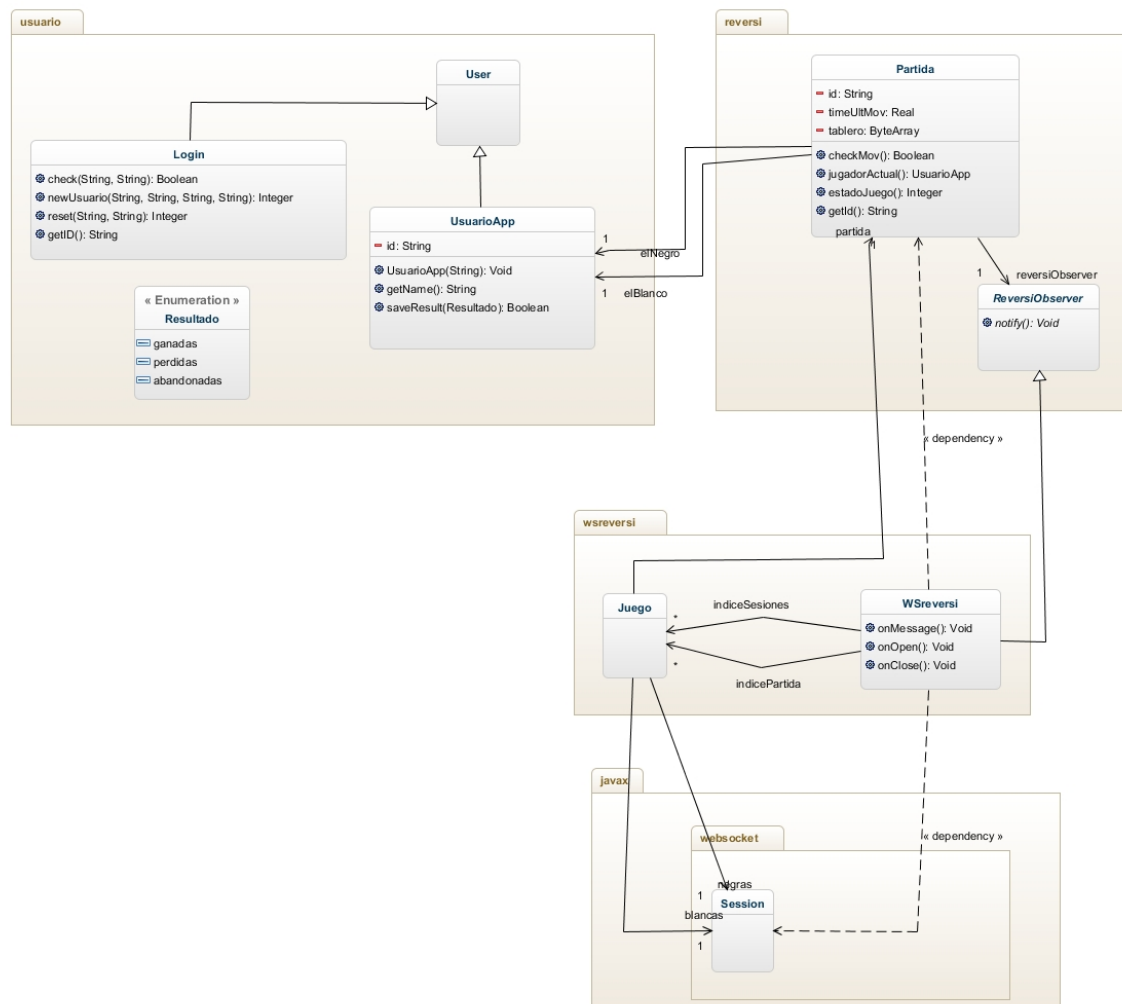 usuario
User
Login
check(String, String): Boolean
newUsuario(String, String, String, String): Integer
reset(String, String): Integer
getID(): String
UsuarioApp
id: String
UsuarioApp(String): Void
getName(): String
saveResult(Resultado): Boolean
« Enumeration »
Resultado
ganadas
perdidas
abandonadas
reversi
Partida
id: String
timeUltMov: Real
tablero: ByteArray
checkMov(): Boolean
jugadorActual(): UsuarioApp
estadoJuego(): Integer
getId(): String
partida
1
1
elNegro
1
elBlanco
1
reversiObserver
ReversiObserver
notify(): Void
« dependency »
wsreversi
Juego
indiceSesiones
*
*
indicePartida
WSreversi
onMessage(): Void
onOpen(): Void
onClose(): Void
javax
websocket
« dependency »
negras
1
Session
blancas
1